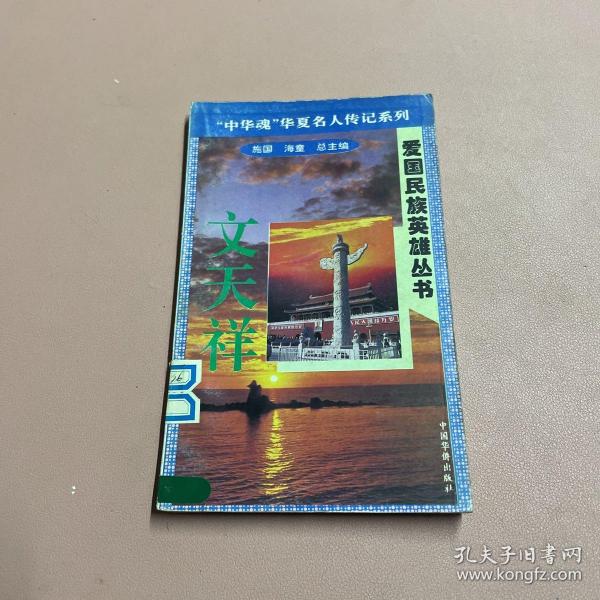 “中华魂”华夏名人传记系列
施国 海童 总主编
爱国民族英雄丛书
文天祥
中国华侨出版社
孔夫子旧书网
www.kongfz.com